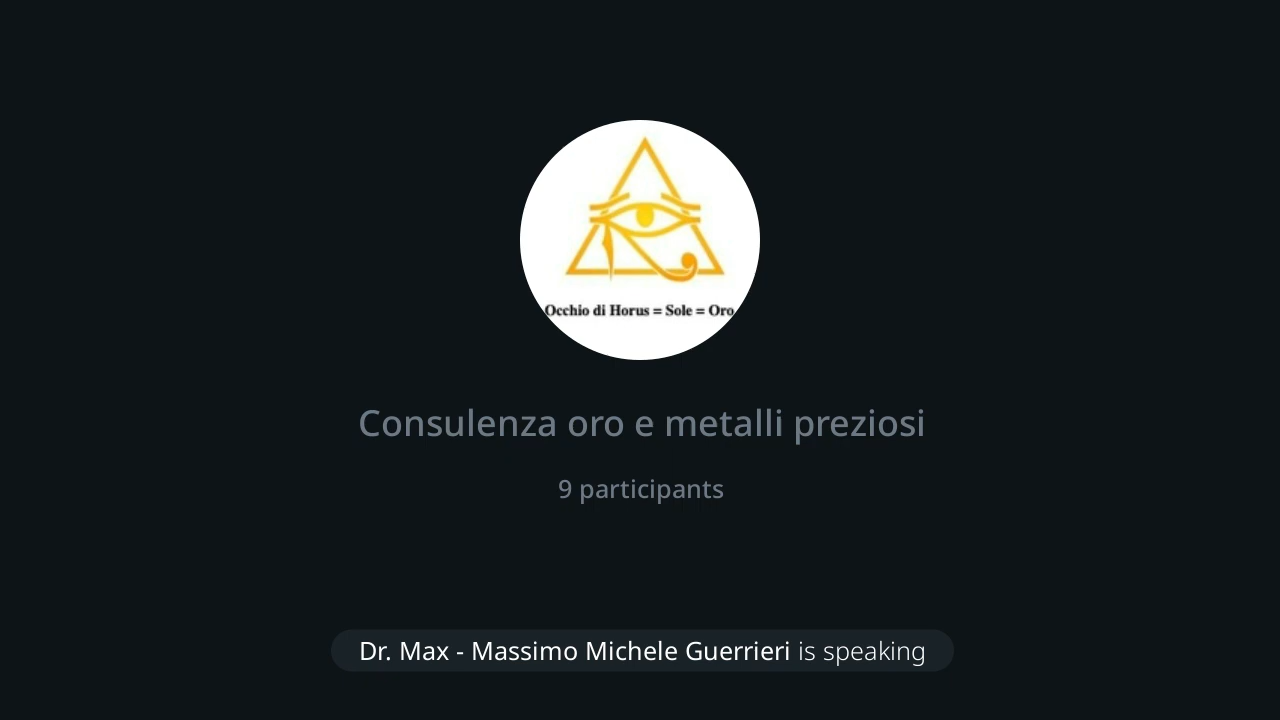 Occhio di Horus = Sole = Oro
Consulenza oro e metalli preziosi
9 participants
Dr. Max - Massimo Michele Guerrieri is speaking